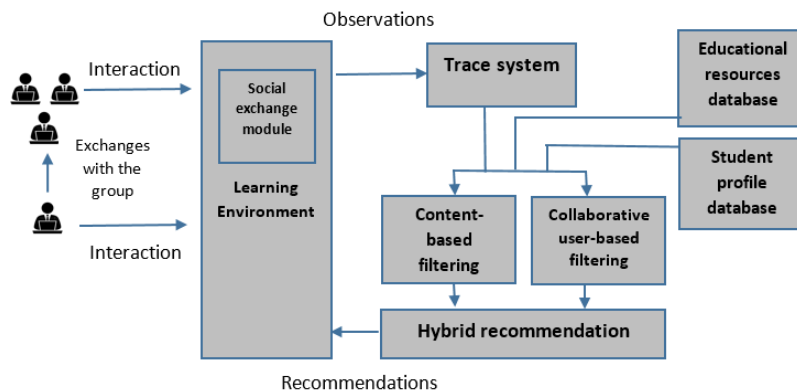 Observations
Interaction
Exchanges
with the
group
Interaction
Social
exchange
module
Learning
Environment
Trace system
Educational
resources
database
Student
profile
database
Content-
based
filtering
Collaborative
user-based
filtering
Hybrid recommendation
Recommendations